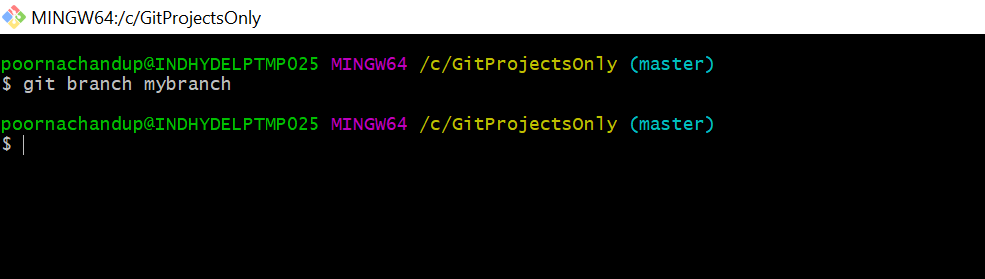 MINGW64:/c/GitProjectsOnly
poornachandup@INDHYDELPTMP025 MINGW64 /c/GitProjectsOnly (master)
$ git branch mybranch
poornachandup@INDHYDELPTMP025 MINGW64 /c/GitProjectsOnly (master)
$